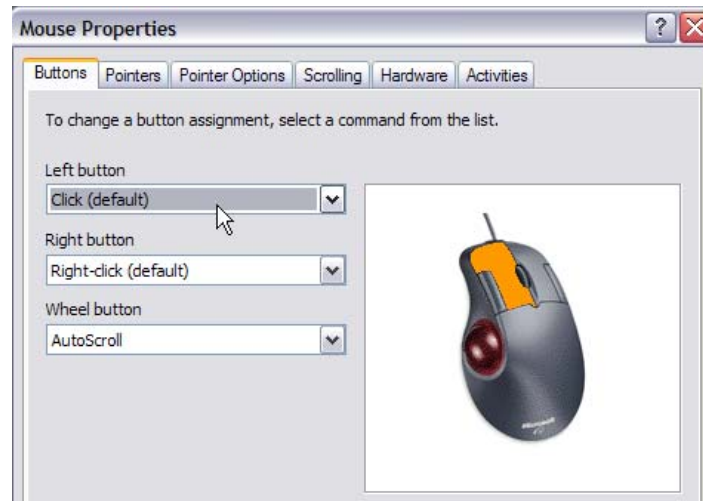 Mouse Properties
?
Buttons Pointers Pointer Options Scrolling Hardware Activities
To change a button assignment, select a command from the list.
Left button
Click (default)
Right button
Right-click (default)
Wheel button
AutoScroll
Microsoft